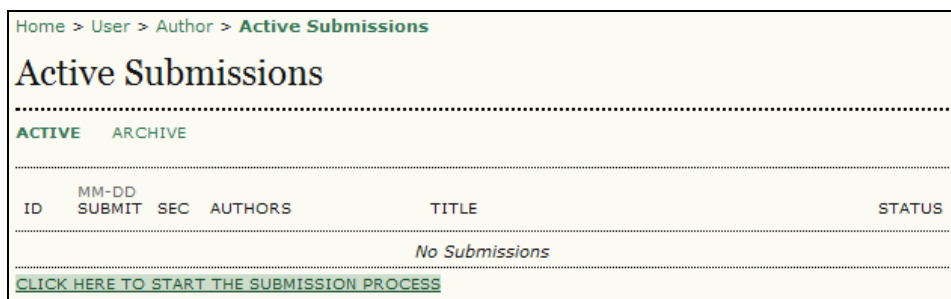 Home > User > Author > Active Submissions
Active Submissions
ACTIVE ARCHIVE
MM-DD
ID SUBMIT SEC AUTHORS TITLE STATUS
No Submissions
CLICK HERE TO START THE SUBMISSION PROCESS